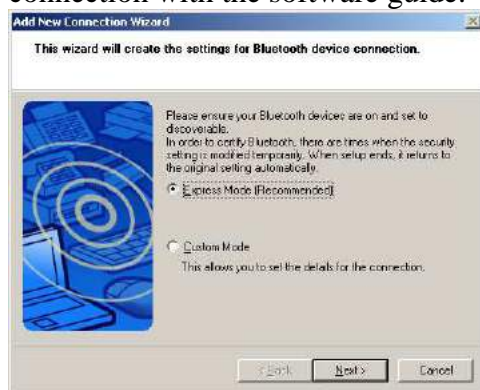 connection with the software guide.
Add New Connection Wizard
This wizard will create the settings for Bluetooth device connection.
Please ensure your Bluetooth devices are on and set to
discoverable.
In order to certify Bluetooth, there are times when the security
setting is modified temporarily. When setup ends, it returns to
the original setting automatically.
Express Mode (Recommended)
Custom Mode
This allows you to set the details for the connection.
< Back Next > Cancel